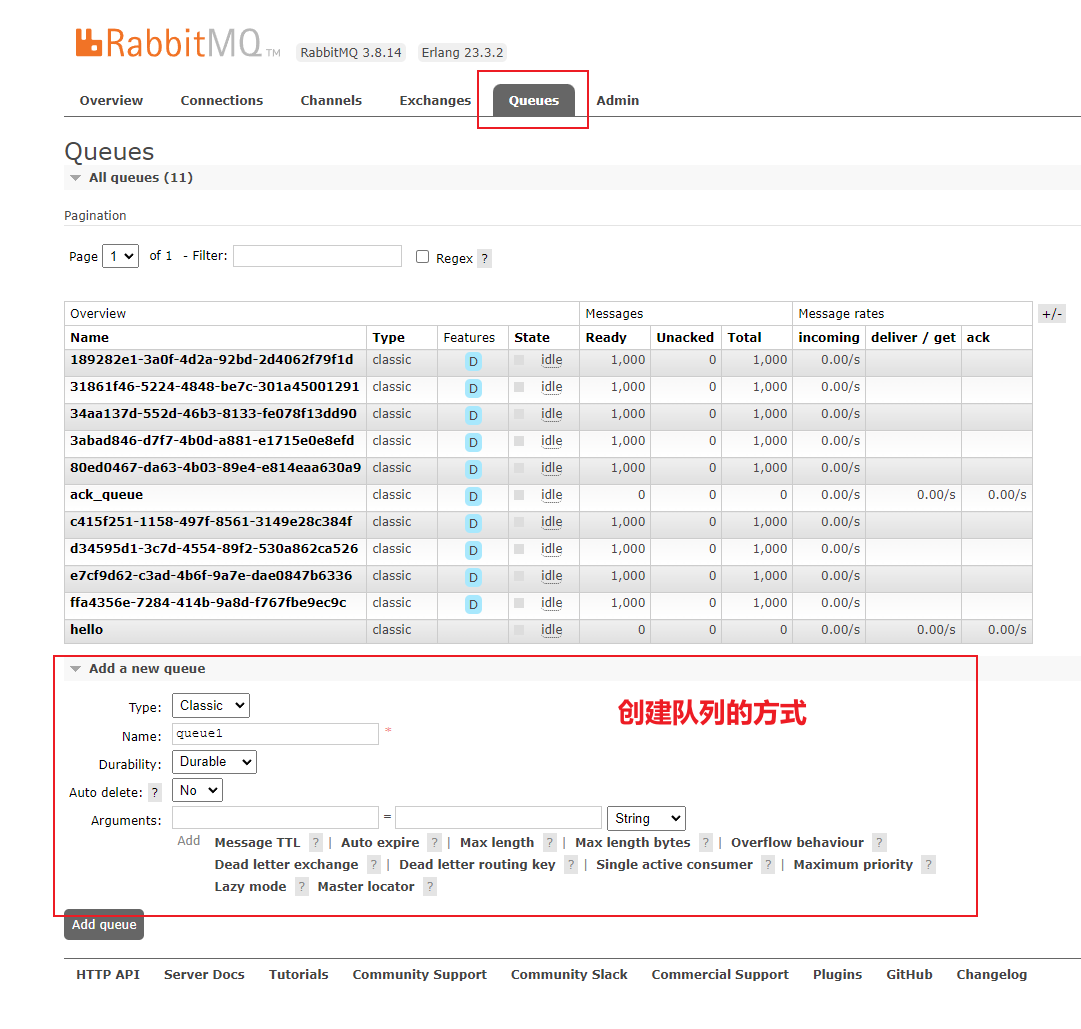 RabbitMQ TM RabbitMQ 3.8.14 Erlang 23.3.2
Overview Connections Channels Exchanges Queues Admin
Queues
All queues (11)
Pagination
Page 1 of 1 - Filter: Regex ?
Overview Messages Message rates +/-
Name Type Features State Ready Unacked Total incoming deliver / get ack
189282e1-3a0f-4d2a-92bd-2d4062f79f1d classic D idle 1,000 0 1,000 0.00/s
31861f46-5224-4848-be7c-301a45001291 classic D idle 1,000 0 1,000 0.00/s
34aa137d-552d-46b3-8133-fe078f13dd90 classic D idle 1,000 0 1,000 0.00/s
3abad846-d7f7-4b0d-a881-e1715e0e8efd classic D idle 1,000 0 1,000 0.00/s
80ed0467-da63-4b03-89e4-e814eaa630a9 classic D idle 1,000 0 1,000 0.00/s
ack_queue classic D idle 0 0 0 0.00/s 0.00/s 0.00/s
c415f251-1158-497f-8561-3149e28c384f classic D idle 1,000 0 1,000 0.00/s
d34595d1-3c7d-4554-89f2-530a862ca526 classic D idle 1,000 0 1,000 0.00/s
e7cf9d62-c3ad-4b6f-9a7e-dae0847b6336 classic D idle 1,000 0 1,000 0.00/s
ffa4356e-7284-414b-9a8d-f767fbe9ec9c classic D idle 1,000 0 1,000 0.00/s
hello classic idle 0 0 0 0.00/s 0.00/s 0.00/s
Add a new queue
Type: Classic
创建队列的方式
Name: queue1 *
Durability: Durable
Auto delete: ? No
Arguments: = String
Add Message TTL ? | Auto expire ? | Max length ? | Max length bytes ? | Overflow behaviour ?
Dead letter exchange ? | Dead letter routing key ? | Single active consumer ? | Maximum priority ?
Lazy mode ? Master locator ?
Add queue
HTTP API Server Docs Tutorials Community Support Community Slack Commercial Support Plugins GitHub Changelog